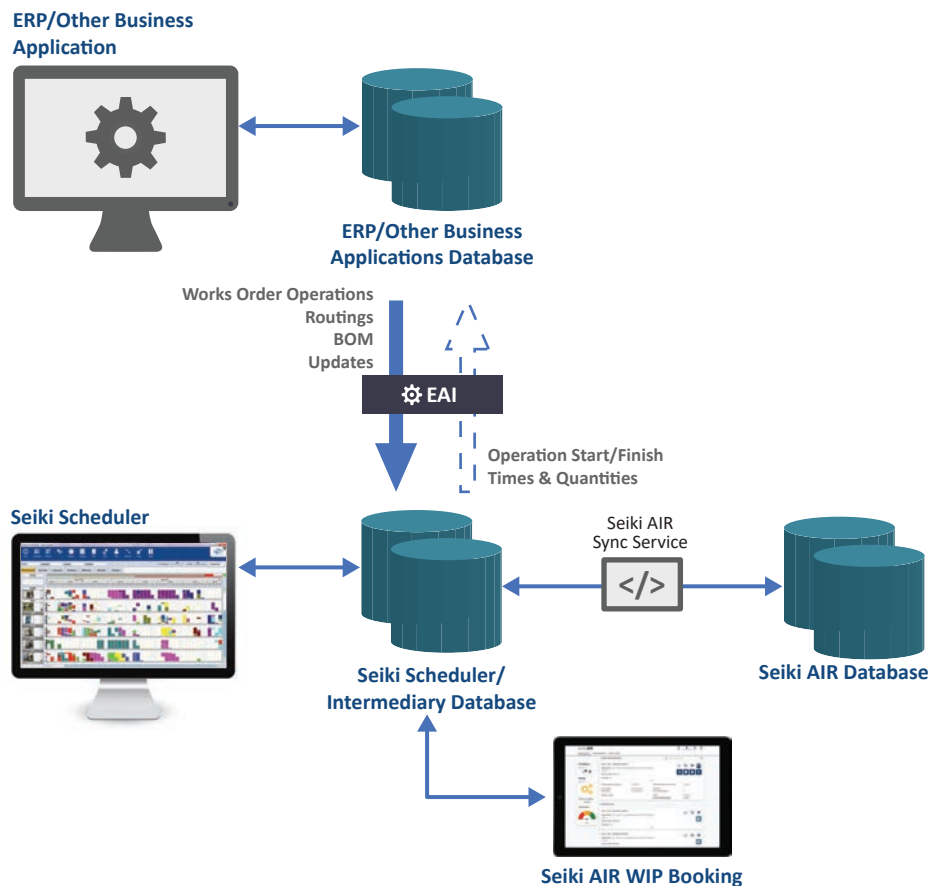 ERP/Other Business
Application
ERP/Other Business
Applications Database
Works Order Operations
Routings
BOM
Updates
EAI
Operation Start/Finish
Times & Quantities
Seiki Scheduler
Seiki AIR
Sync Service
</>
Seiki Scheduler/
Intermediary Database
Seiki AIR Database
Seiki AIR WIP Booking